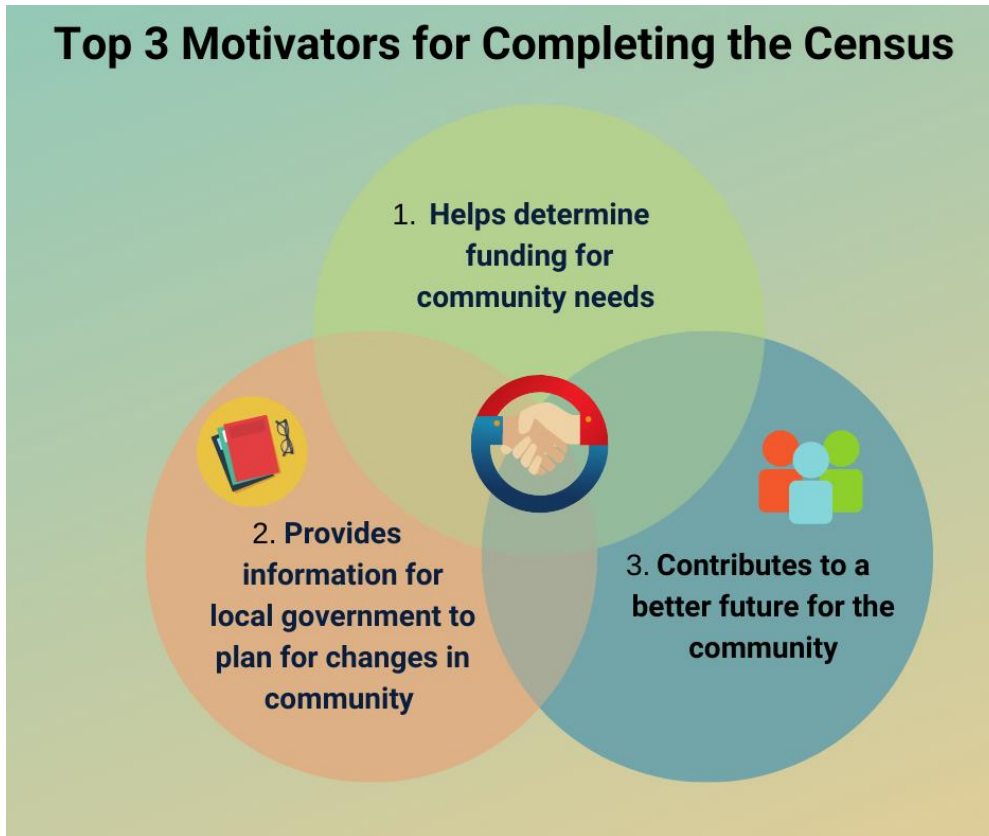 Top 3 Motivators for Completing the Census
1. Helps determine
funding for
community needs
2. Provides
information for
local government to
plan for changes in
community
3. Contributes to a
better future for the
community